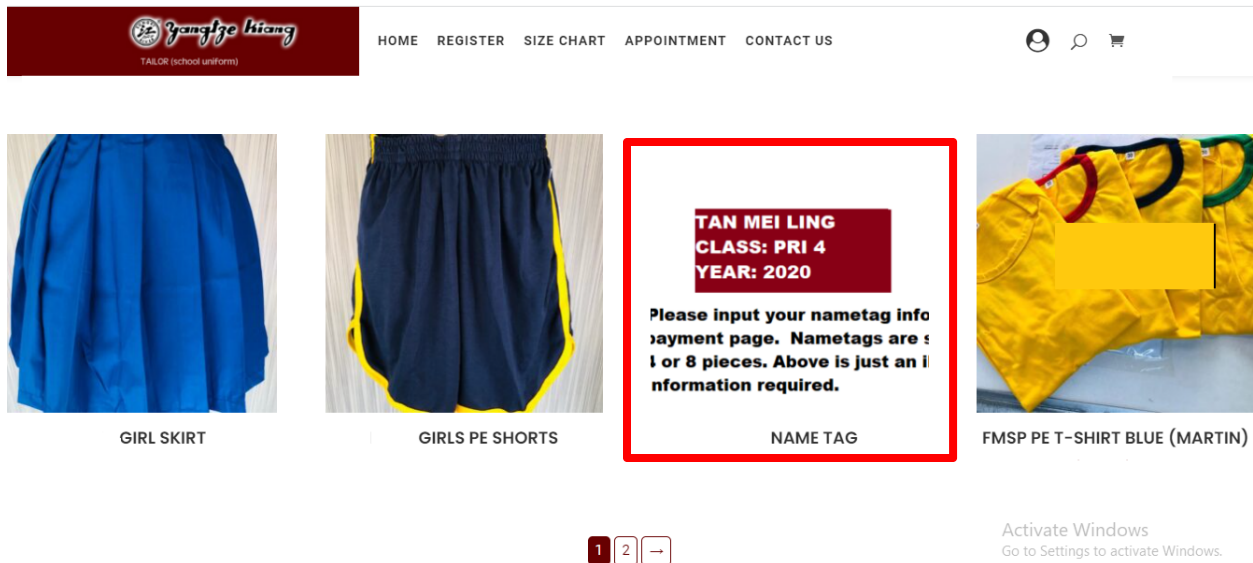 Yangtze Kiang
TAILOR (school uniform)
HOME REGISTER SIZE CHART APPOINTMENT CONTACT US
TAN MEI LING
CLASS: PRI 4
YEAR: 2020
Please input your nametag info
payment page. Nametags are
or 8 pieces. Above is just an
information required.
GIRL SKIRT
GIRLS PE SHORTS
NAME TAG
FMSP PE T-SHIRT BLUE (MARTIN)
1 2 →
Activate Windows
Go to Settings to activate Windows.